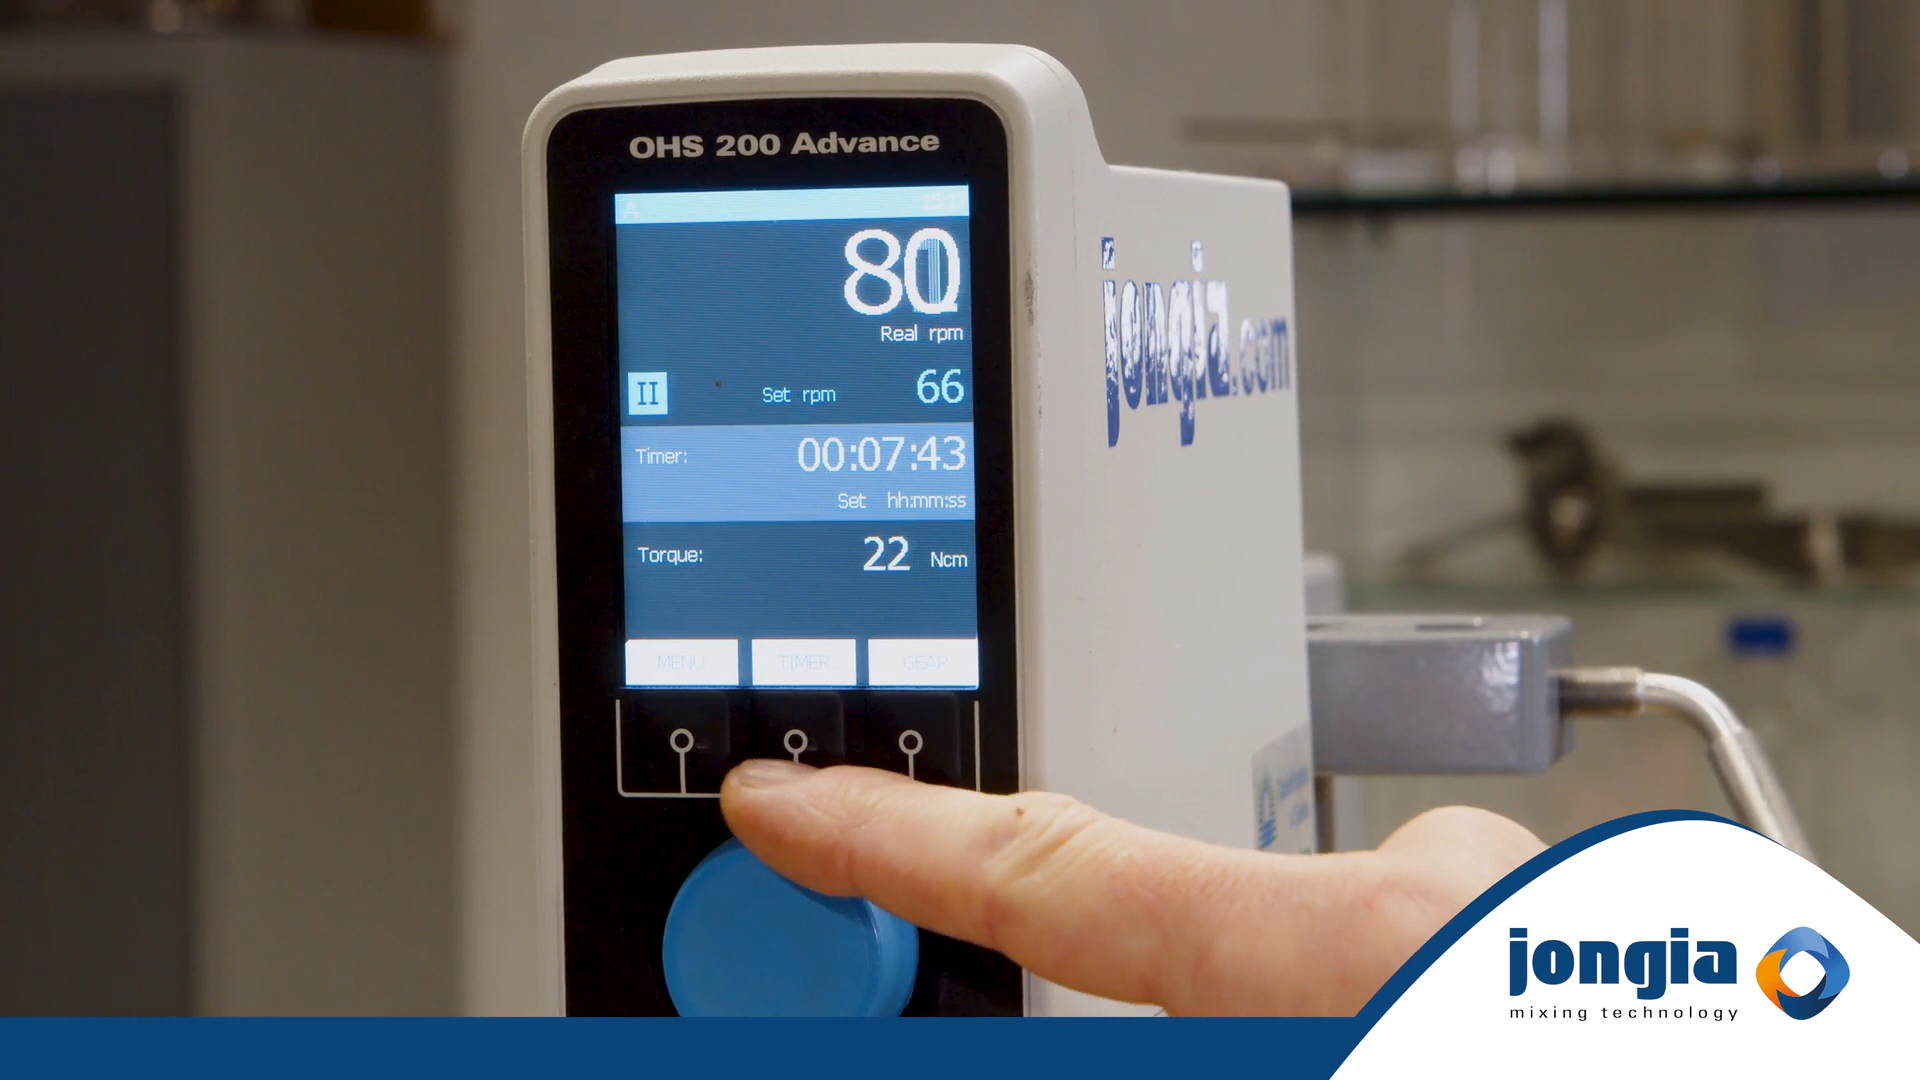 OHS 200 Advance
80
Real rpm
II
Set rpm 66
Timer: 00:07:43
Set hh:mm:ss
Torque: 22 Ncm
MENU TIMER GEAR
jongia.com
jongia
mixing technology